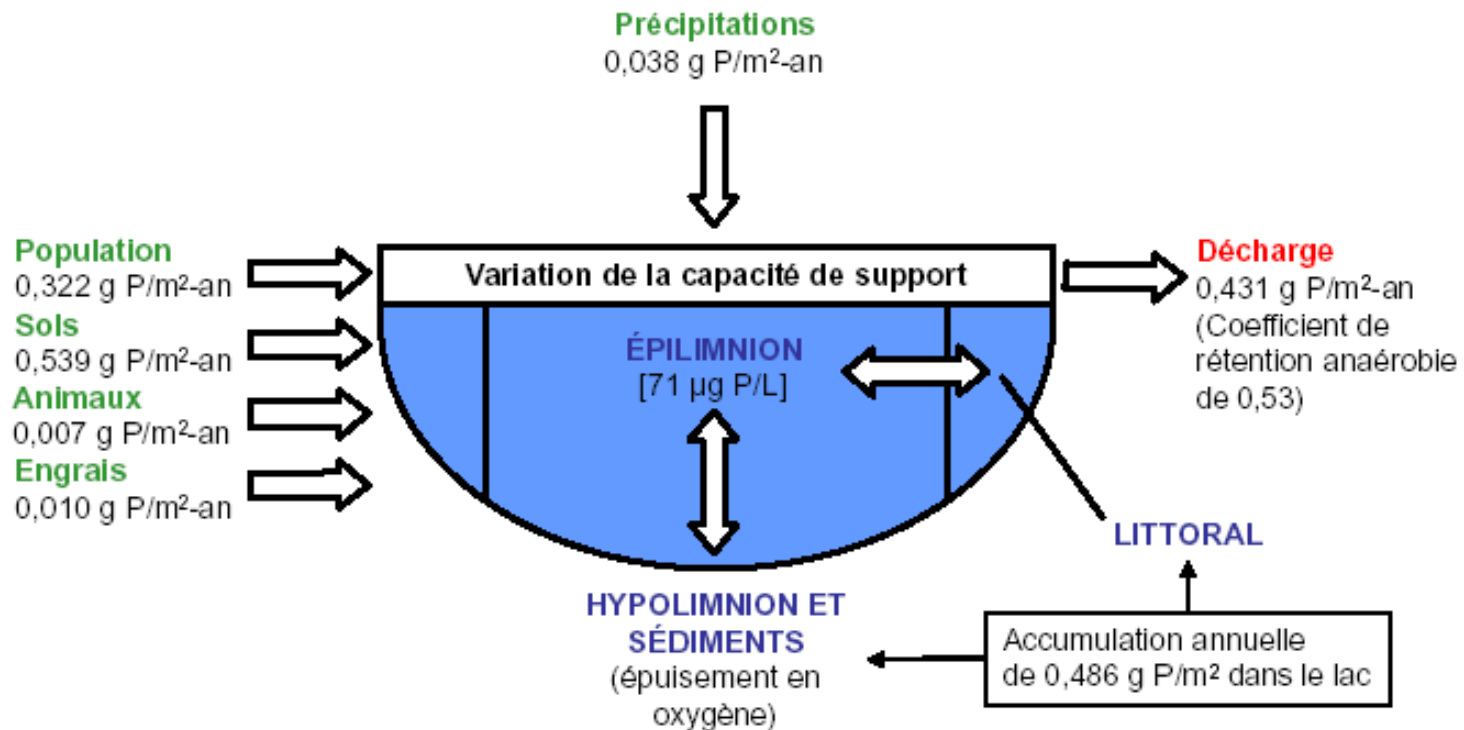 Précipitations
0,038 g P/m²-an
Population
0,322 g P/m²-an
Sols
0,539 g P/m²-an
Animaux
0,007 g P/m²-an
Engrais
0,010 g P/m²-an
Variation de la capacité de support
ÉPILIMNION
[71 µg P/L]
Décharge
0,431 g P/m²-an
(Coefficient de
rétention anaérobie
de 0,53)
LITTORAL
HYPOLIMNION ET
SÉDIMENTS
(épuisement en
oxygène)
Accumulation annuelle
de 0,486 g P/m² dans le lac